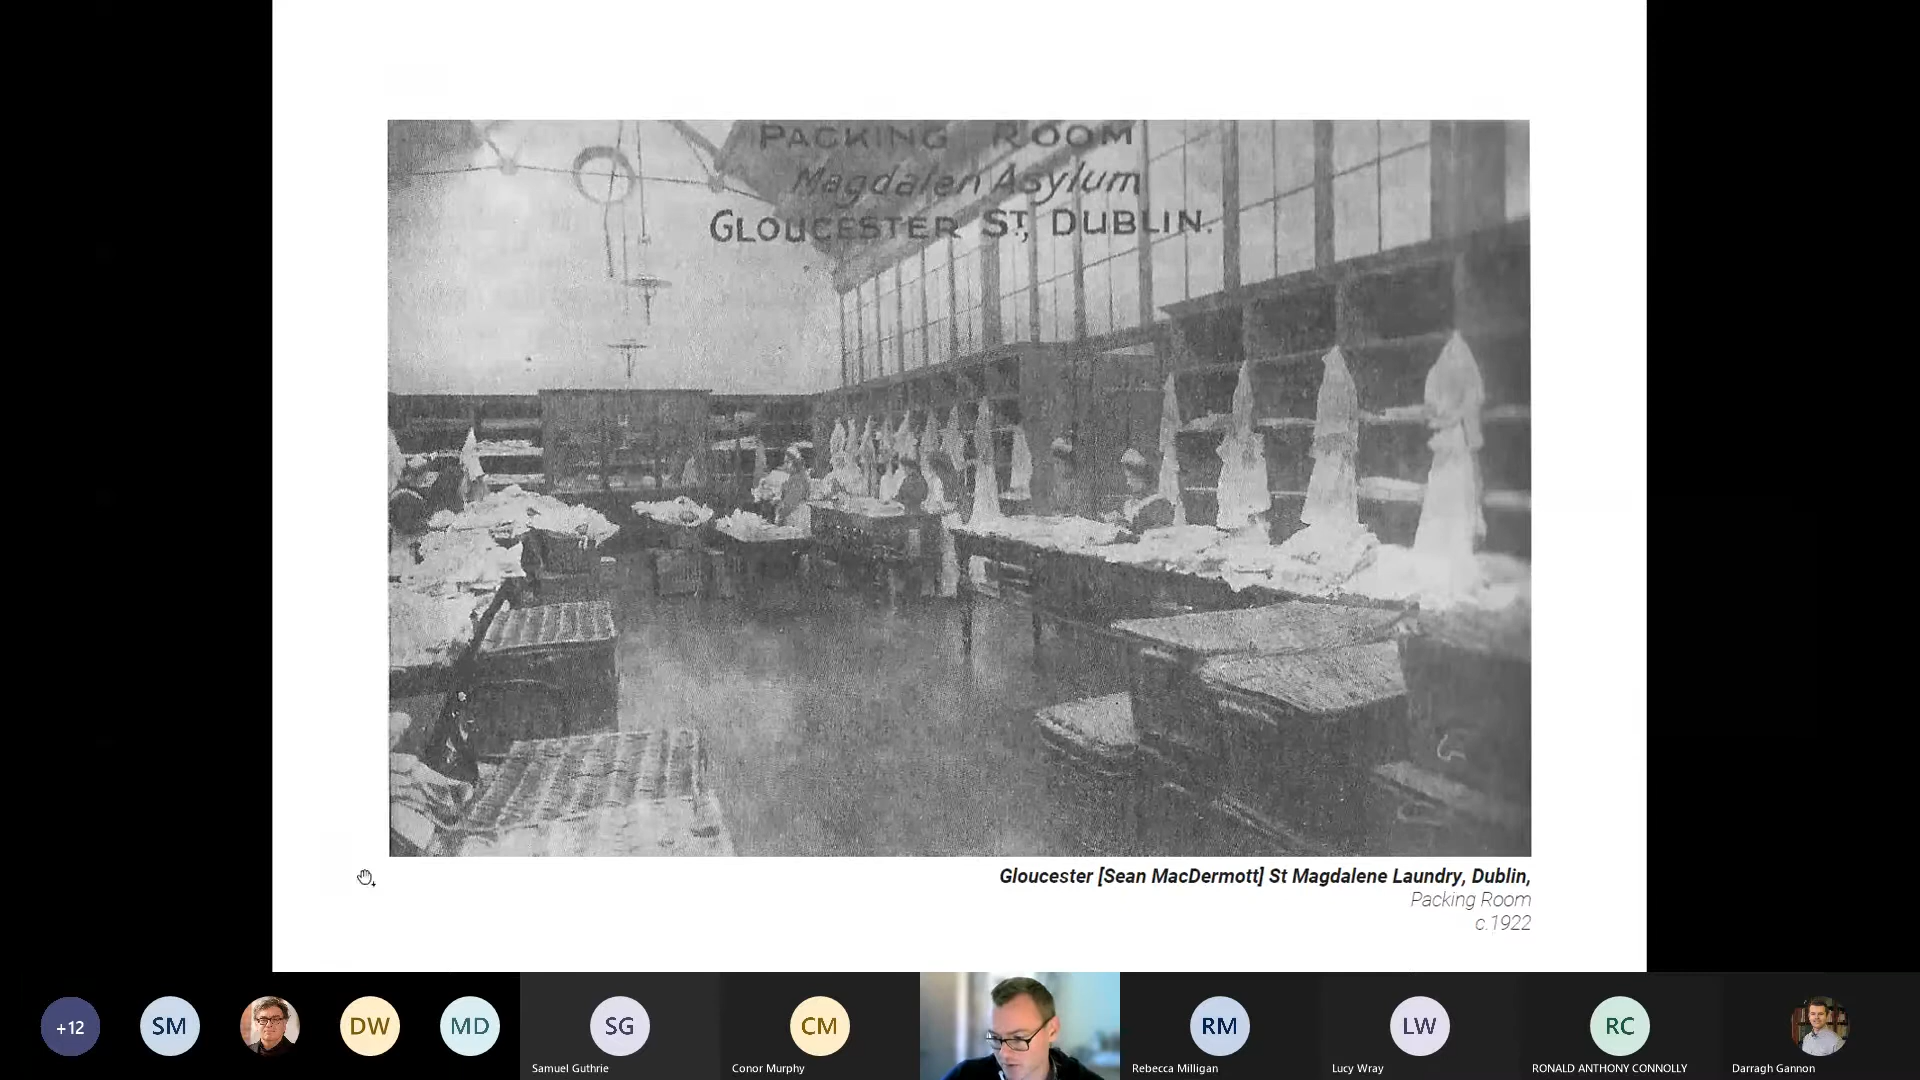 PACKING ROOM
Magdalen Asylum
GLOUCESTER ST, DUBLIN.
Gloucester [Sean MacDermott] St Magdalene Laundry, Dublin,
Packing Room
c.1922
+12
SM
DW
MD
SG
CM
RM
LW
RC
Samuel Guthrie
Conor Murphy
Rebecca Milligan
Lucy Wray
RONALD ANTHONY CONNOLLY
Darragh Gannon